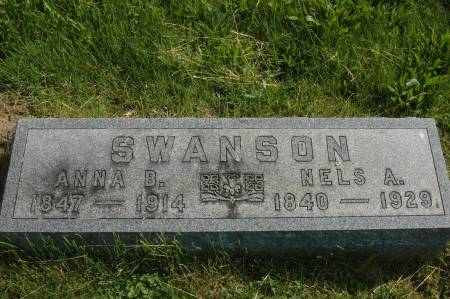 SWANSON
ANNA B. NELS A.
1847 — 1914 1840 — 1929